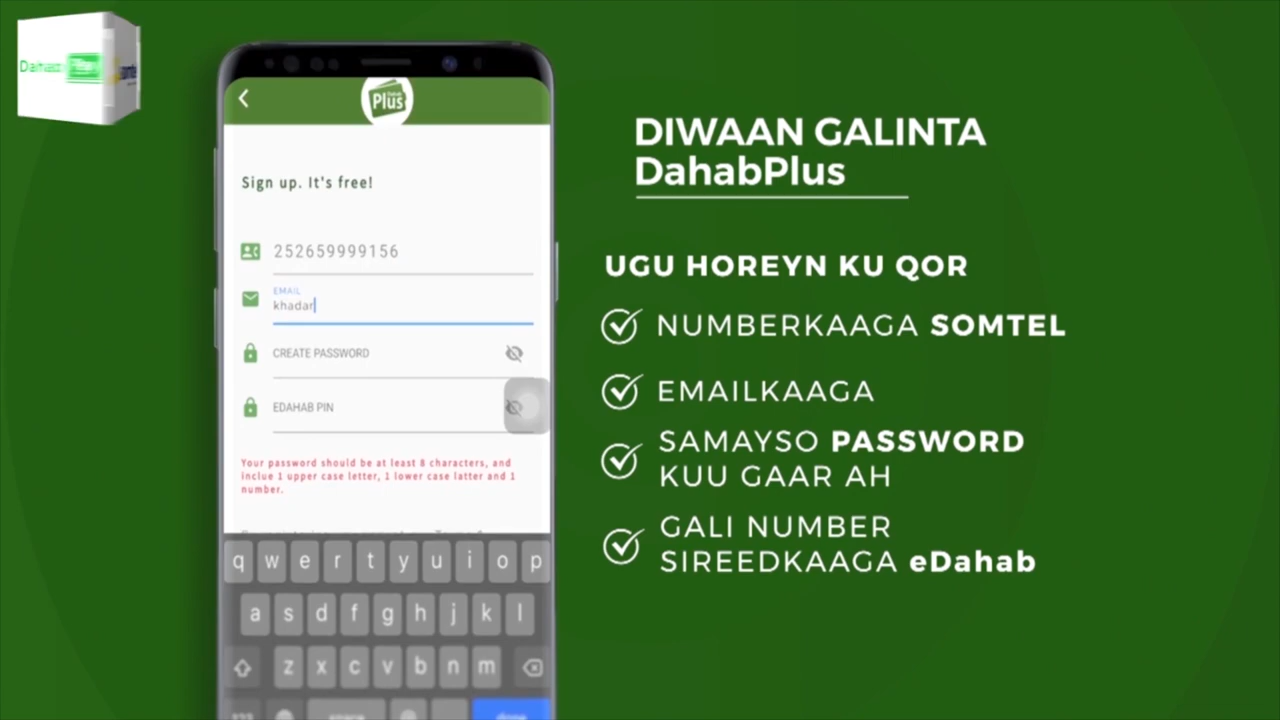 Dahab
Dahab
Plus
Sign up. It's free!
252659999156
EMAIL
khadar
CREATE PASSWORD
EDAHAB PIN
Your password should be at least 8 characters, and
inclue 1 upper case letter, 1 lower case latter and 1
number.
q w e r t y u i o p
a s d f g h j k l
z x c v b n m
DIWAAN GALINTA
DahabPlus
UGU HOREYN KU QOR
NUMBERKAAGA SOMTEL
EMAILKAAGA
SAMAYSO PASSWORD
KUU GAAR AH
GALI NUMBER
SIREEDKAAGA eDahab